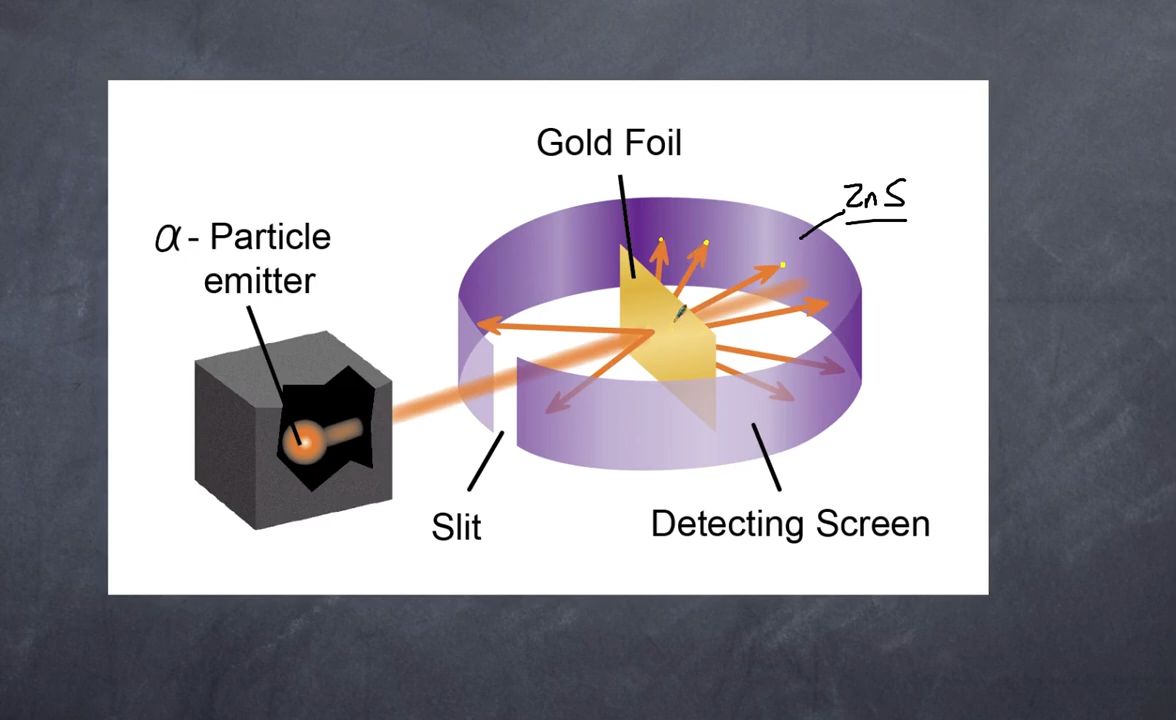 Gold Foil
ZnS
α - Particle
emitter
Slit
Detecting Screen